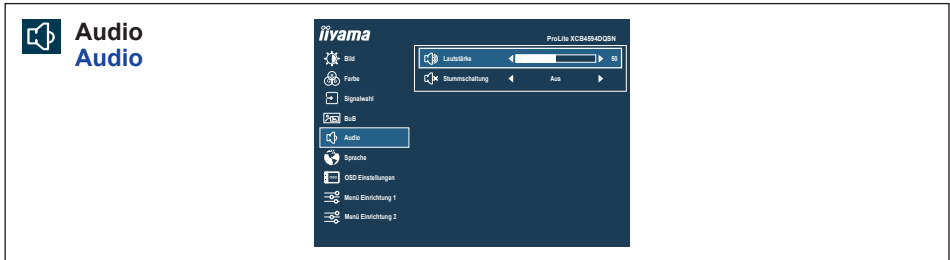 Audio
Audio
iiyama
ProLite XCB4594DQSN
Bild
Lautstärke 50
Farbe
Stummschaltung Aus
Signalwahl
BuB
Audio
Sprache
OSD OSD Einstellungen
Menü Einrichtung 1
Menü Einrichtung 2